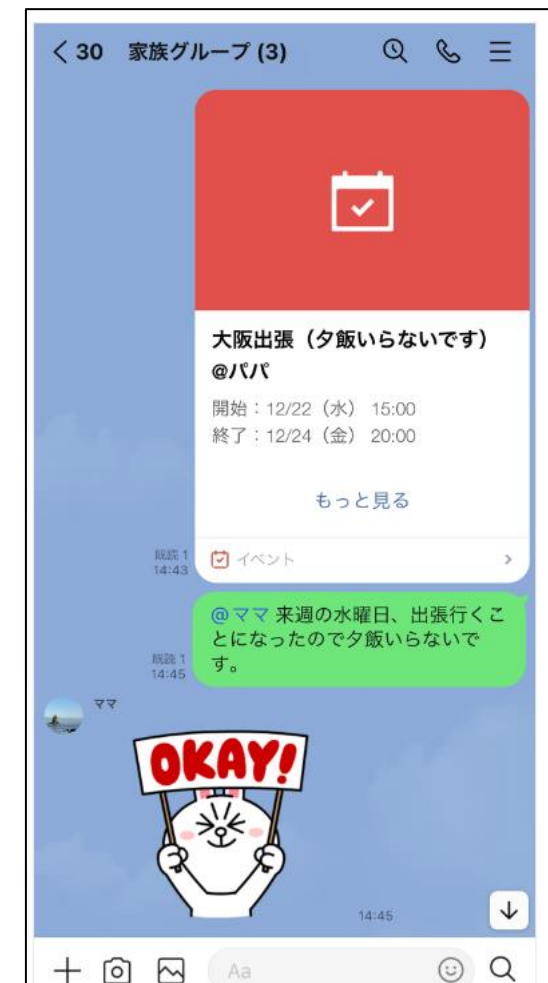 30 家族グループ (3)
大阪出張（夕飯いらないです）
@パパ
開始：12/22（水） 15:00
終了：12/24（金） 20:00
もっと見る
既読 1
14:43
イベント
@ママ 来週の水曜日、出張行くこ
とになったので夕飯いらないで
す。
既読 1
14:45
ママ
OKAY!
14:45
Aa